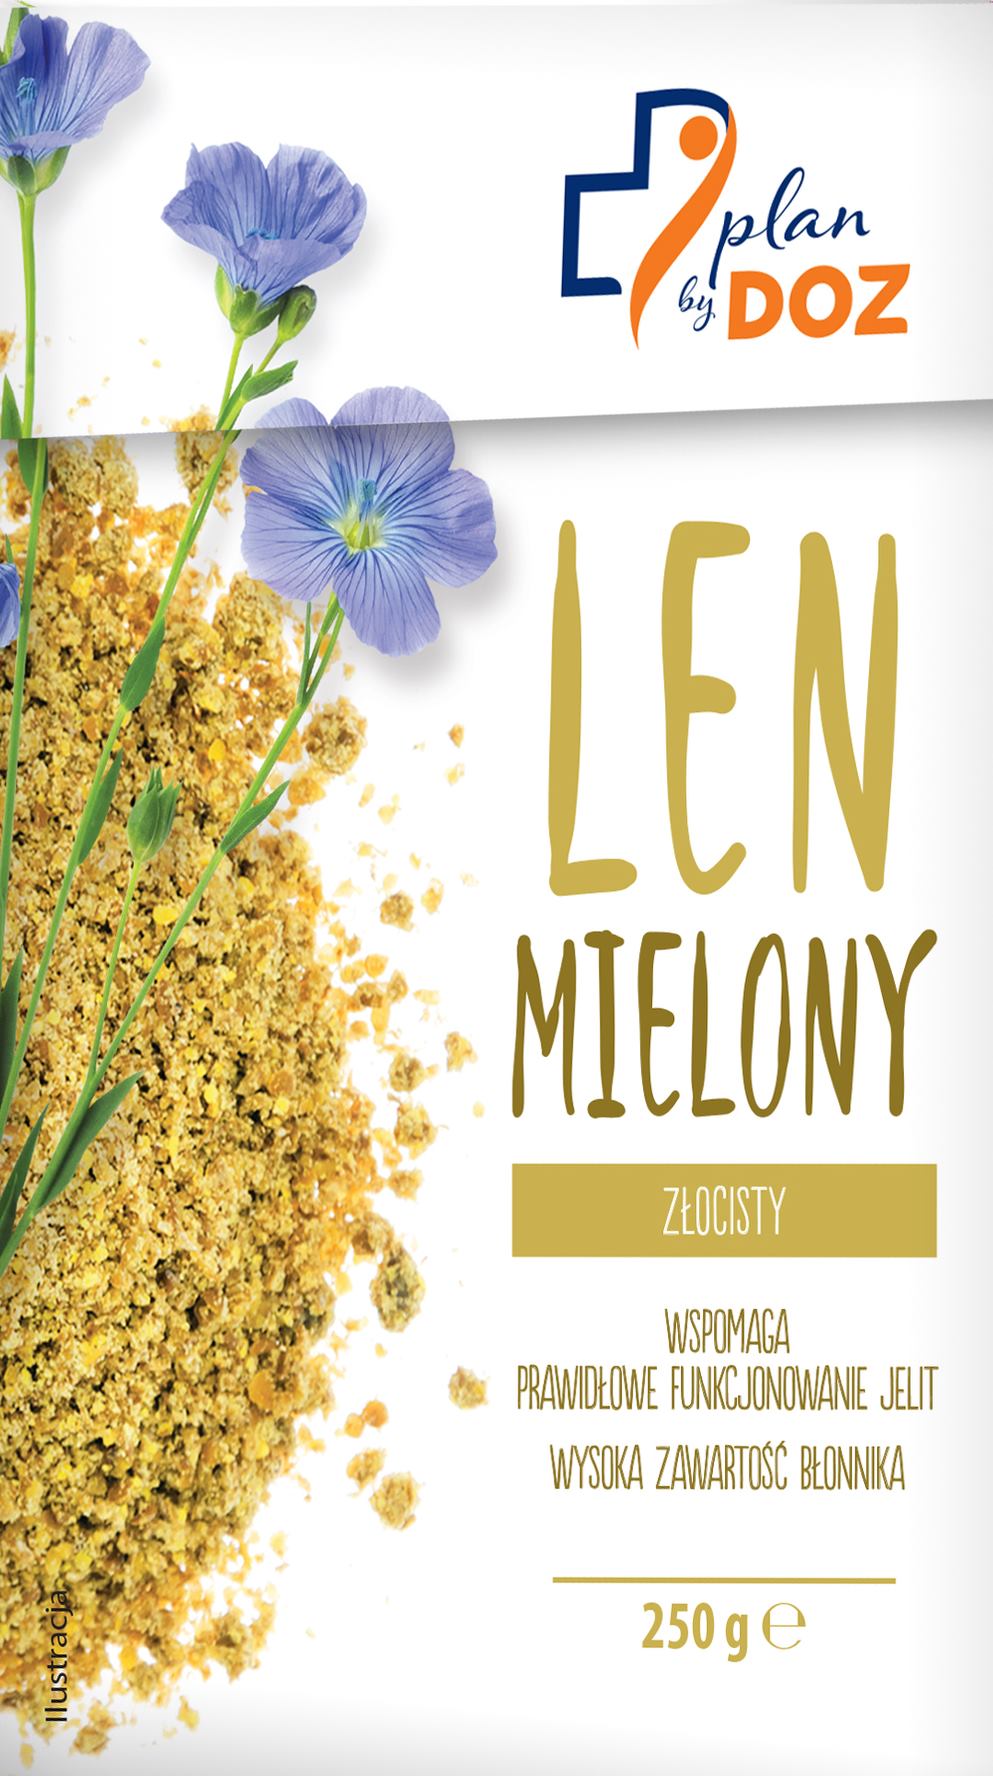 plan
by DOZ
LEN
MIELONY
ZŁOCISTY
WSPOMAGA
PRAWIDŁOWE FUNKCJONOWANIE JELIT
WYSOKA ZAWARTOŚĆ BŁONNIKA
250 g ℮
Ilustracja